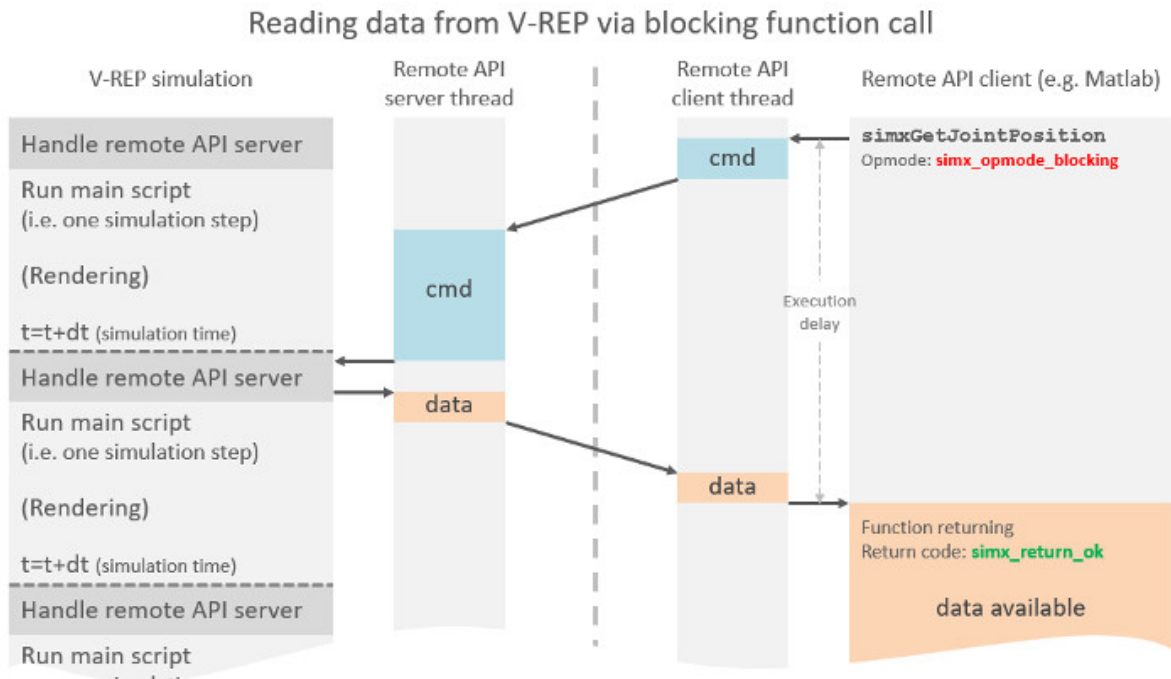 Reading data from V-REP via blocking function call
V-REP simulation
Remote API
server thread
Remote API
client thread
Remote API client (e.g. Matlab)
Handle remote API server
Run main script
(i.e. one simulation step)
(Rendering)
t=t+dt (simulation time)
Handle remote API server
Run main script
(i.e. one simulation step)
(Rendering)
t=t+dt (simulation time)
Handle remote API server
Run main script
cmd
data
cmd
data
Execution
delay
simxGetJointPosition
Opmode: simx_opmode_blocking
Function returning
Return code: simx_return_ok
data available